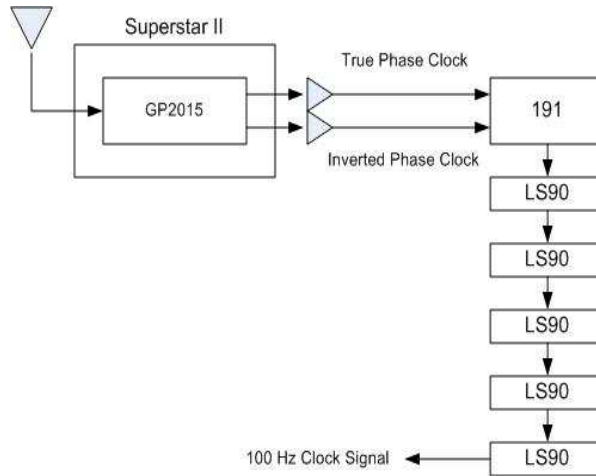 Superstar II
GP2015
True Phase Clock
Inverted Phase Clock
191
LS90
LS90
LS90
LS90
LS90
100 Hz Clock Signal